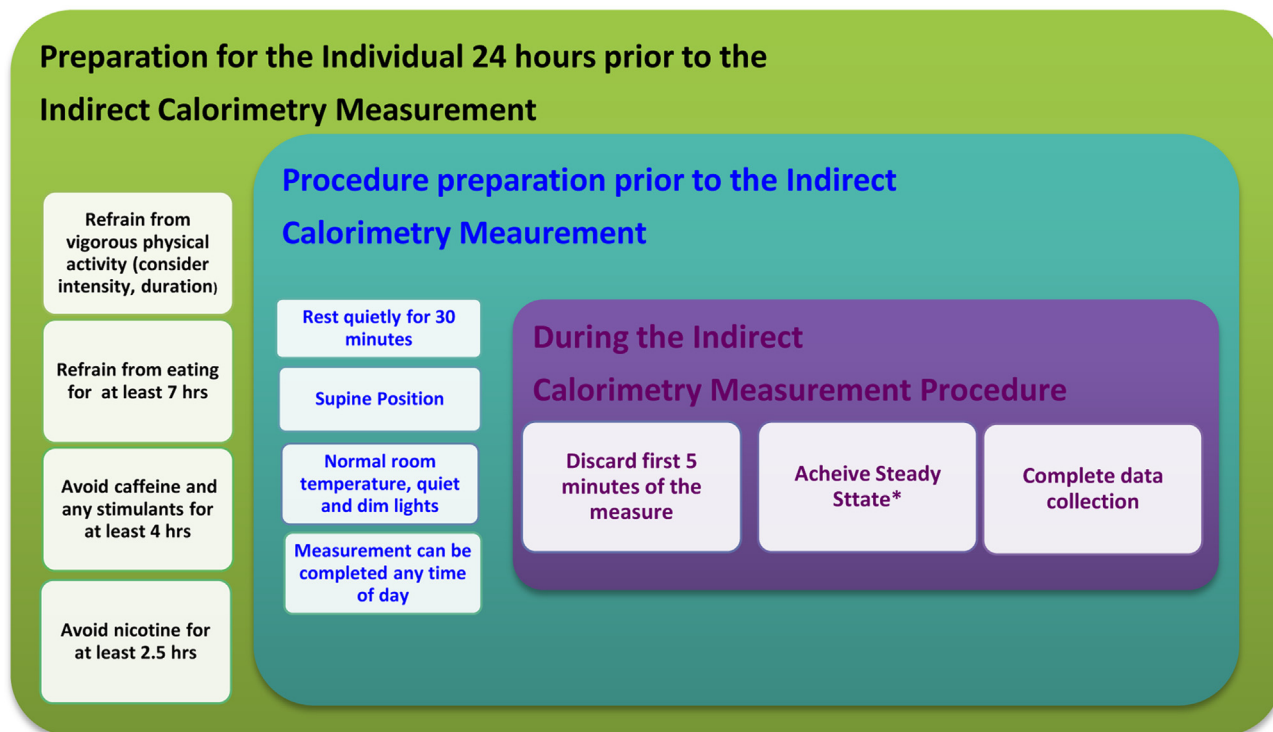 Preparation for the Individual 24 hours prior to the
Indirect Calorimetry Measurement
Refrain from
vigorous physical
activity (consider
intensity, duration)
Refrain from eating
for at least 7 hrs
Avoid caffeine and
any stimulants for
at least 4 hrs
Avoid nicotine for
at least 2.5 hrs
Procedure preparation prior to the Indirect
Calorimetry Meaurement
Rest quietly for 30
minutes
Supine Position
Normal room
temperature, quiet
and dim lights
Measurement can be
completed any time
of day
During the Indirect
Calorimetry Measurement Procedure
Discard first 5
minutes of the
measure
Acheive Steady
Sttate*
Complete data
collection